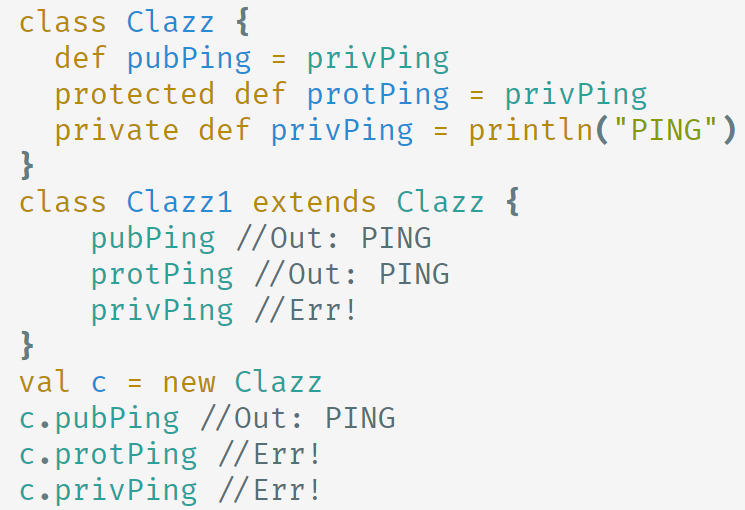 class Clazz {
  def pubPing = privPing
  protected def protPing = privPing
  private def privPing = println("PING")
}
class Clazz1 extends Clazz {
    pubPing //Out: PING
    protPing //Out: PING
    privPing //Err!
}
val c = new Clazz
c.pubPing //Out: PING
c.protPing //Err!
c.privPing //Err!